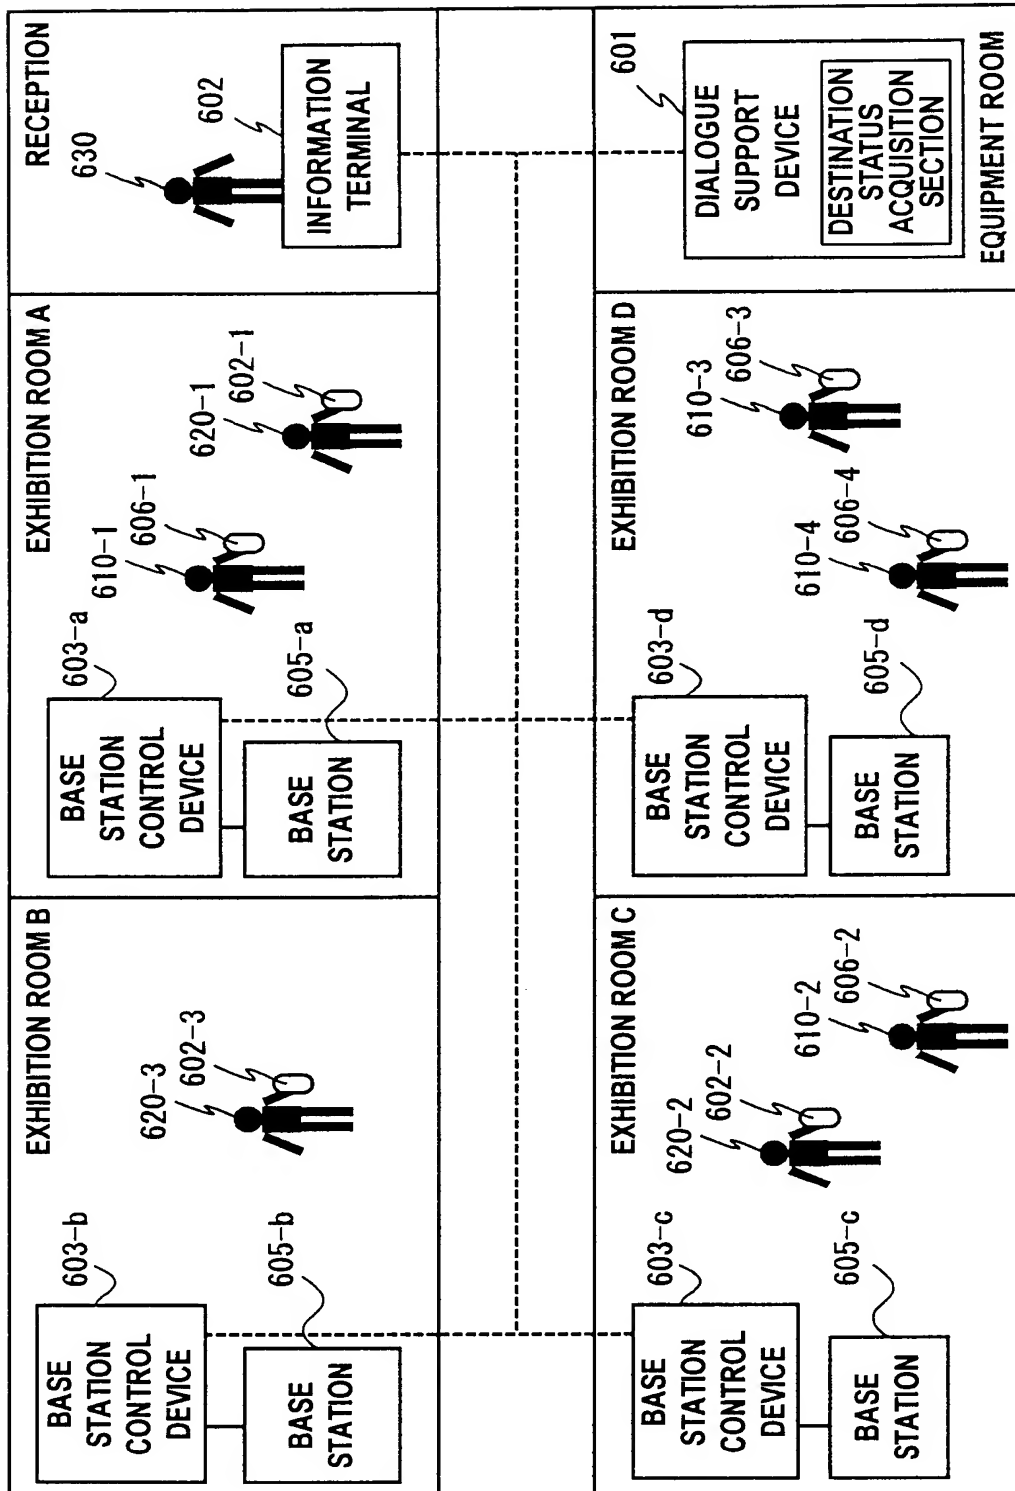 EXHIBITION ROOM B
BASE
STATION
CONTROL
DEVICE
603-b
BASE
STATION
605-b
620-3
602-3
EXHIBITION ROOM A
BASE
STATION
CONTROL
DEVICE
603-a
BASE
STATION
605-a
610-1
606-1
620-1
602-1
RECEPTION
630
602
INFORMATION
TERMINAL
EXHIBITION ROOM C
BASE
STATION
CONTROL
DEVICE
603-c
BASE
STATION
605-c
620-2
602-2
610-2
606-2
EXHIBITION ROOM D
BASE
STATION
CONTROL
DEVICE
603-d
BASE
STATION
605-d
610-4
606-4
610-3
606-3
601
DIALOGUE
SUPPORT
DEVICE
DESTINATION
STATUS
ACQUISITION
SECTION
EQUIPMENT ROOM